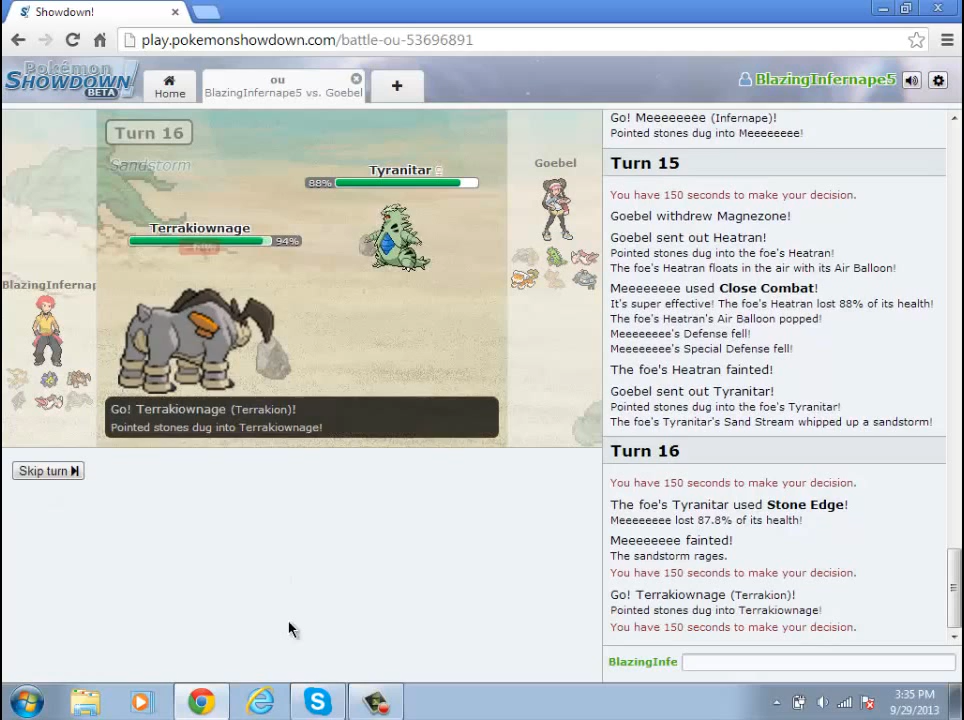 Showdown!
play.pokemonshowdown.com/battle-ou-53696891
Pokémon
SHOWDOWN!
BETA
Home
ou
BlazingInfernape5 vs. Goebel
+
BlazingInfernape5
Turn 16
Sandstorm
Tyranitar
88%
Terrakiownage
94%
Goebel
BlazingInfernap
Go! Terrakiownage (Terrakion)!
Pointed stones dug into Terrakiownage!
Skip turn
Go! Meeeeeeee (Infernape)!
Pointed stones dug into Meeeeeeee!
Turn 15
You have 150 seconds to make your decision.
Goebel withdrew Magnezone!
Goebel sent out Heatran!
Pointed stones dug into the foe's Heatran!
The foe's Heatran floats in the air with its Air Balloon!
Meeeeeeee used Close Combat!
It's super effective! The foe's Heatran lost 88% of its health!
The foe's Heatran's Air Balloon popped!
Meeeeeeee's Defense fell!
Meeeeeeee's Special Defense fell!
The foe's Heatran fainted!
Goebel sent out Tyranitar!
Pointed stones dug into the foe's Tyranitar!
The foe's Tyranitar's Sand Stream whipped up a sandstorm!
Turn 16
You have 150 seconds to make your decision.
The foe's Tyranitar used Stone Edge!
Meeeeeeee lost 87.8% of its health!
Meeeeeeee fainted!
The sandstorm rages.
You have 150 seconds to make your decision.
Go! Terrakiownage (Terrakion)!
Pointed stones dug into Terrakiownage!
You have 150 seconds to make your decision.
BlazingInfe
3:35 PM
9/29/2013